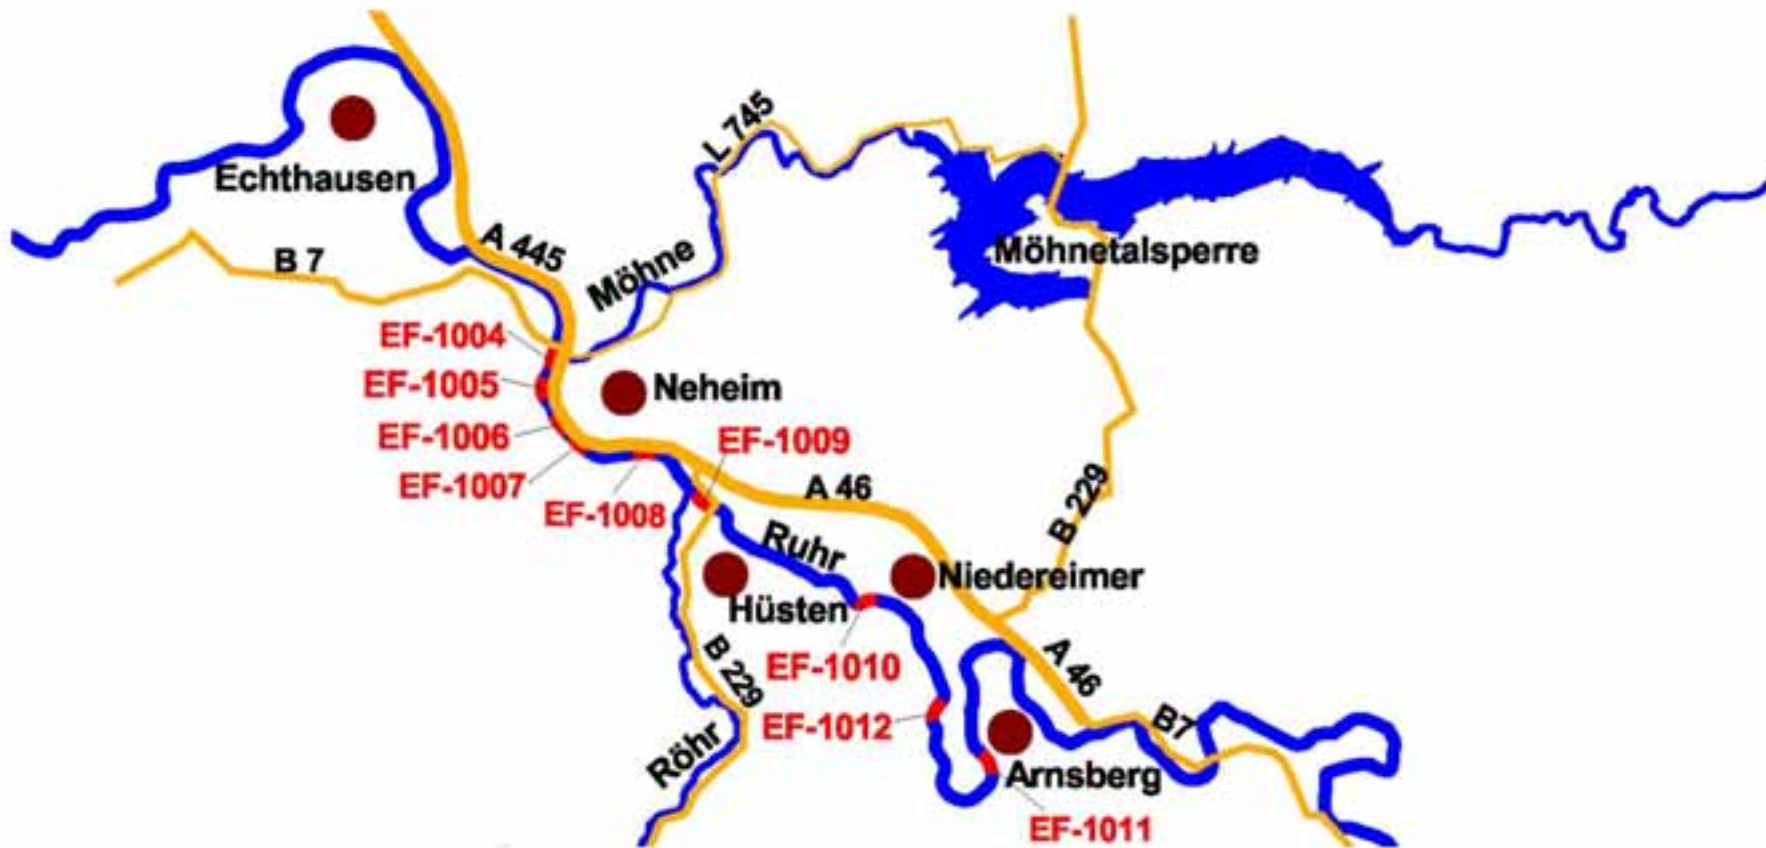 L 745
Echthausen
A 445
B 7
Möhne
Möhnetalsperre
EF-1004
EF-1005
Neheim
EF-1006
EF-1009
EF-1007
A 46
EF-1008
B 229
Ruhr
Niedereimer
Hüsten
EF-1010
B 229
A 46
EF-1012
B7
Röhr
Arnsberg
EF-1011